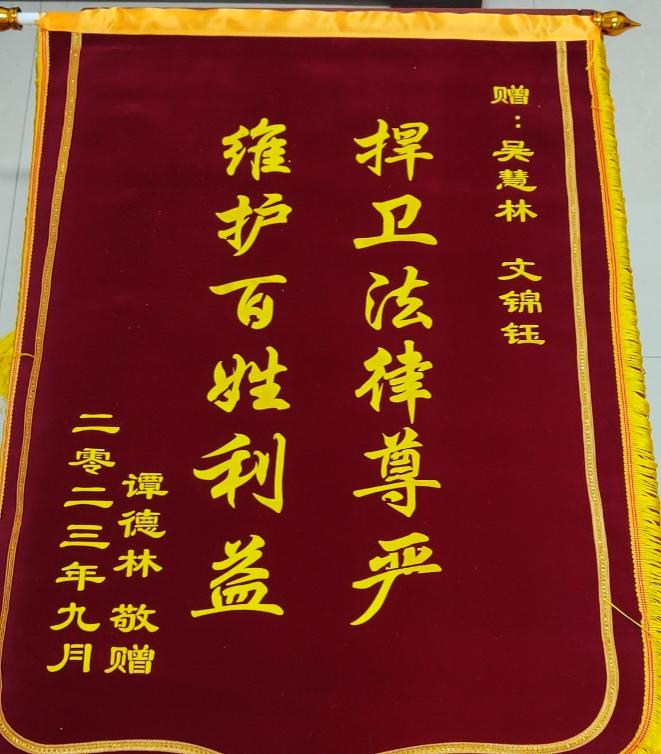 赠：吴慧林 文锦钰
捍卫法律尊严
维护百姓利益
谭德林 敬赠
二零二三年九月